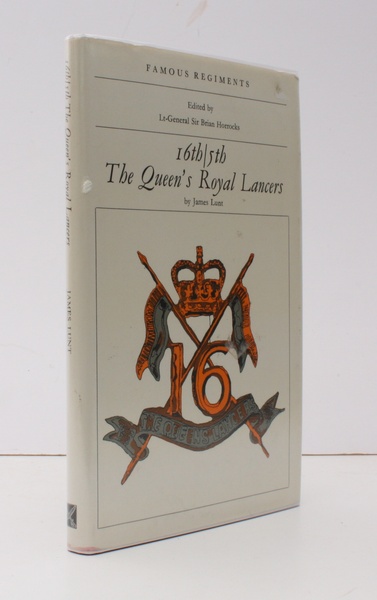 FAMOUS REGIMENTS
Edited by
Lt-General Sir Brian Horrocks
16th/5th
The Queen's Royal Lancers
by James Lunt
16
16th/5th The Queen's Royal Lancers
JAMES LUNT